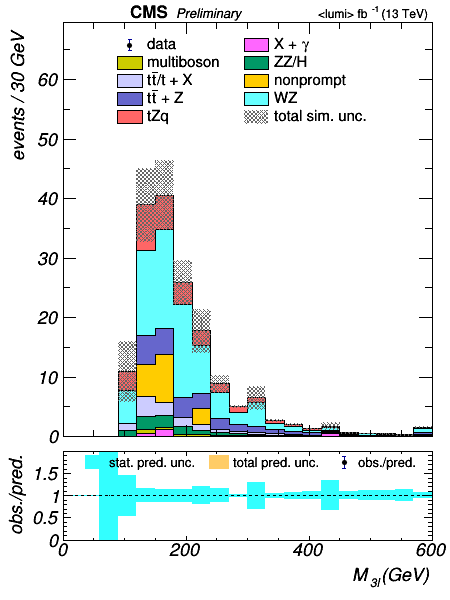 CMS Preliminary <lumi> fb⁻¹ (13 TeV)
events / 30 GeV
data
multiboson
tt̄/t + X
tt̄ + Z
tZq
X + γ
ZZ/H
nonprompt
WZ
total sim. unc.
60
50
40
30
20
10
0
obs./pred.
stat. pred. unc. total pred. unc. obs./pred.
1.5
1
0.5
0
0 200 400 600
M₃ₗ(GeV)